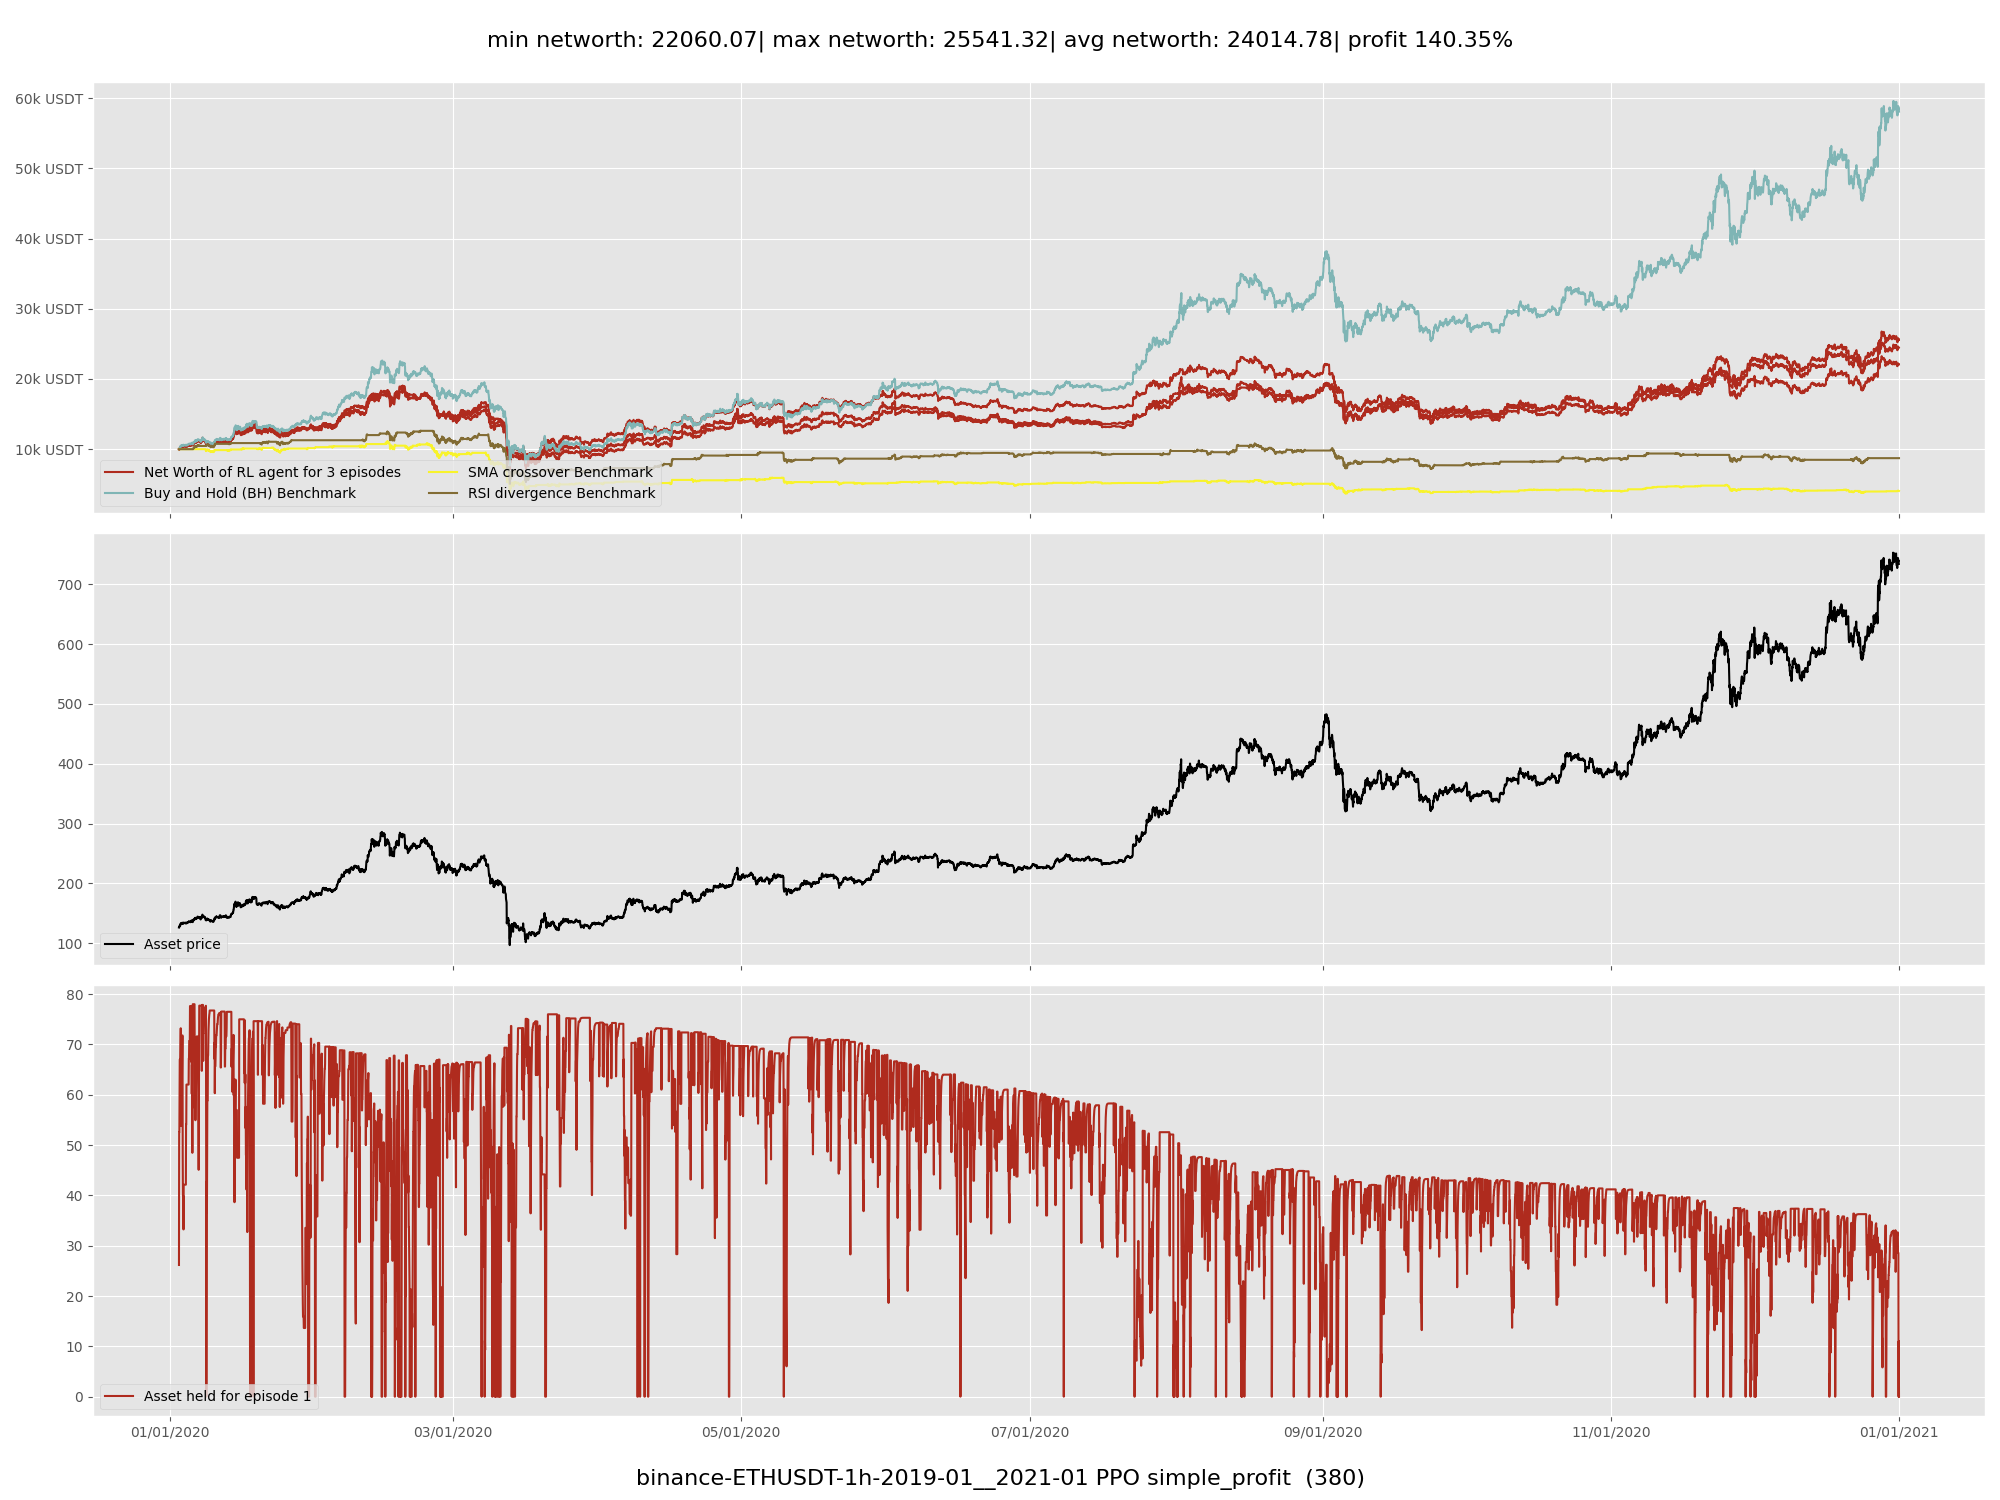 min networth: 22060.07| max networth: 25541.32| avg networth: 24014.78| profit 140.35%
60k USDT
50k USDT
40k USDT
30k USDT
20k USDT
10k USDT
Net Worth of RL agent for 3 episodes
Buy and Hold (BH) Benchmark
SMA crossover Benchmark
RSI divergence Benchmark
700
600
500
400
300
200
100
Asset price
80
70
60
50
40
30
20
10
0
Asset held for episode 1
01/01/2020 03/01/2020 05/01/2020 07/01/2020 09/01/2020 11/01/2020 01/01/2021
binance-ETHUSDT-1h-2019-01__2021-01 PPO simple_profit (380)